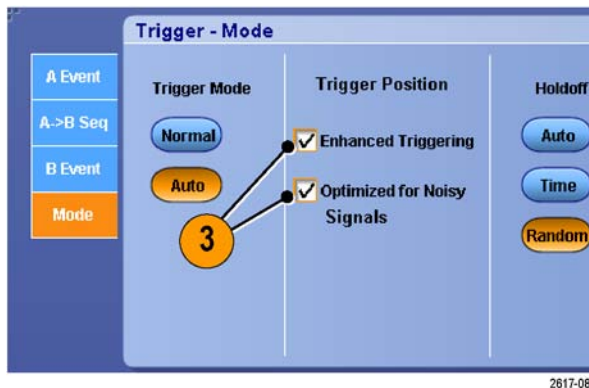 Trigger - Mode
A Event
A->B Seq
B Event
Mode
Trigger Mode
Normal
Auto
3
Trigger Position
Enhanced Triggering
Optimized for Noisy
Signals
Holdoff
Auto
Time
Random
2617-08